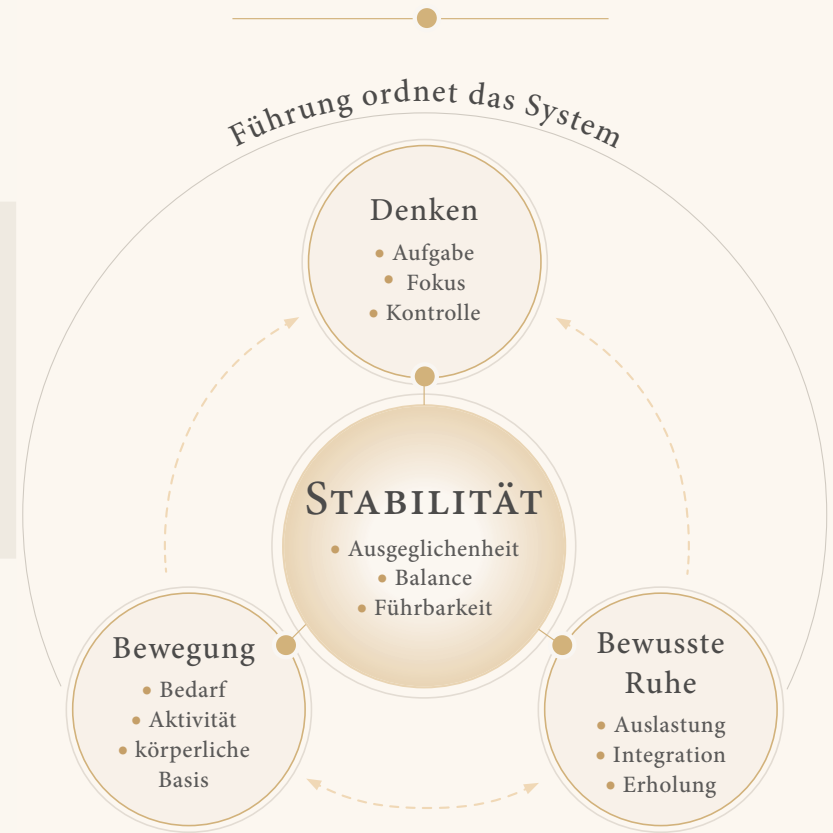 Führung ordnet das System
Denken
• Aufgabe
• Fokus
• Kontrolle
Stabilität
• Ausgeglichenheit
• Balance
• Führbarkeit
Bewegung
• Bedarf
• Aktivität
• körperliche
Basis
Bewusste
Ruhe
• Auslastung
• Integration
• Erholung